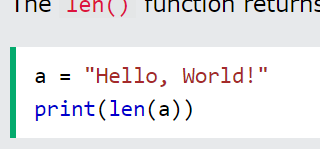 The len() function returns
a = "Hello, World!"
print(len(a))